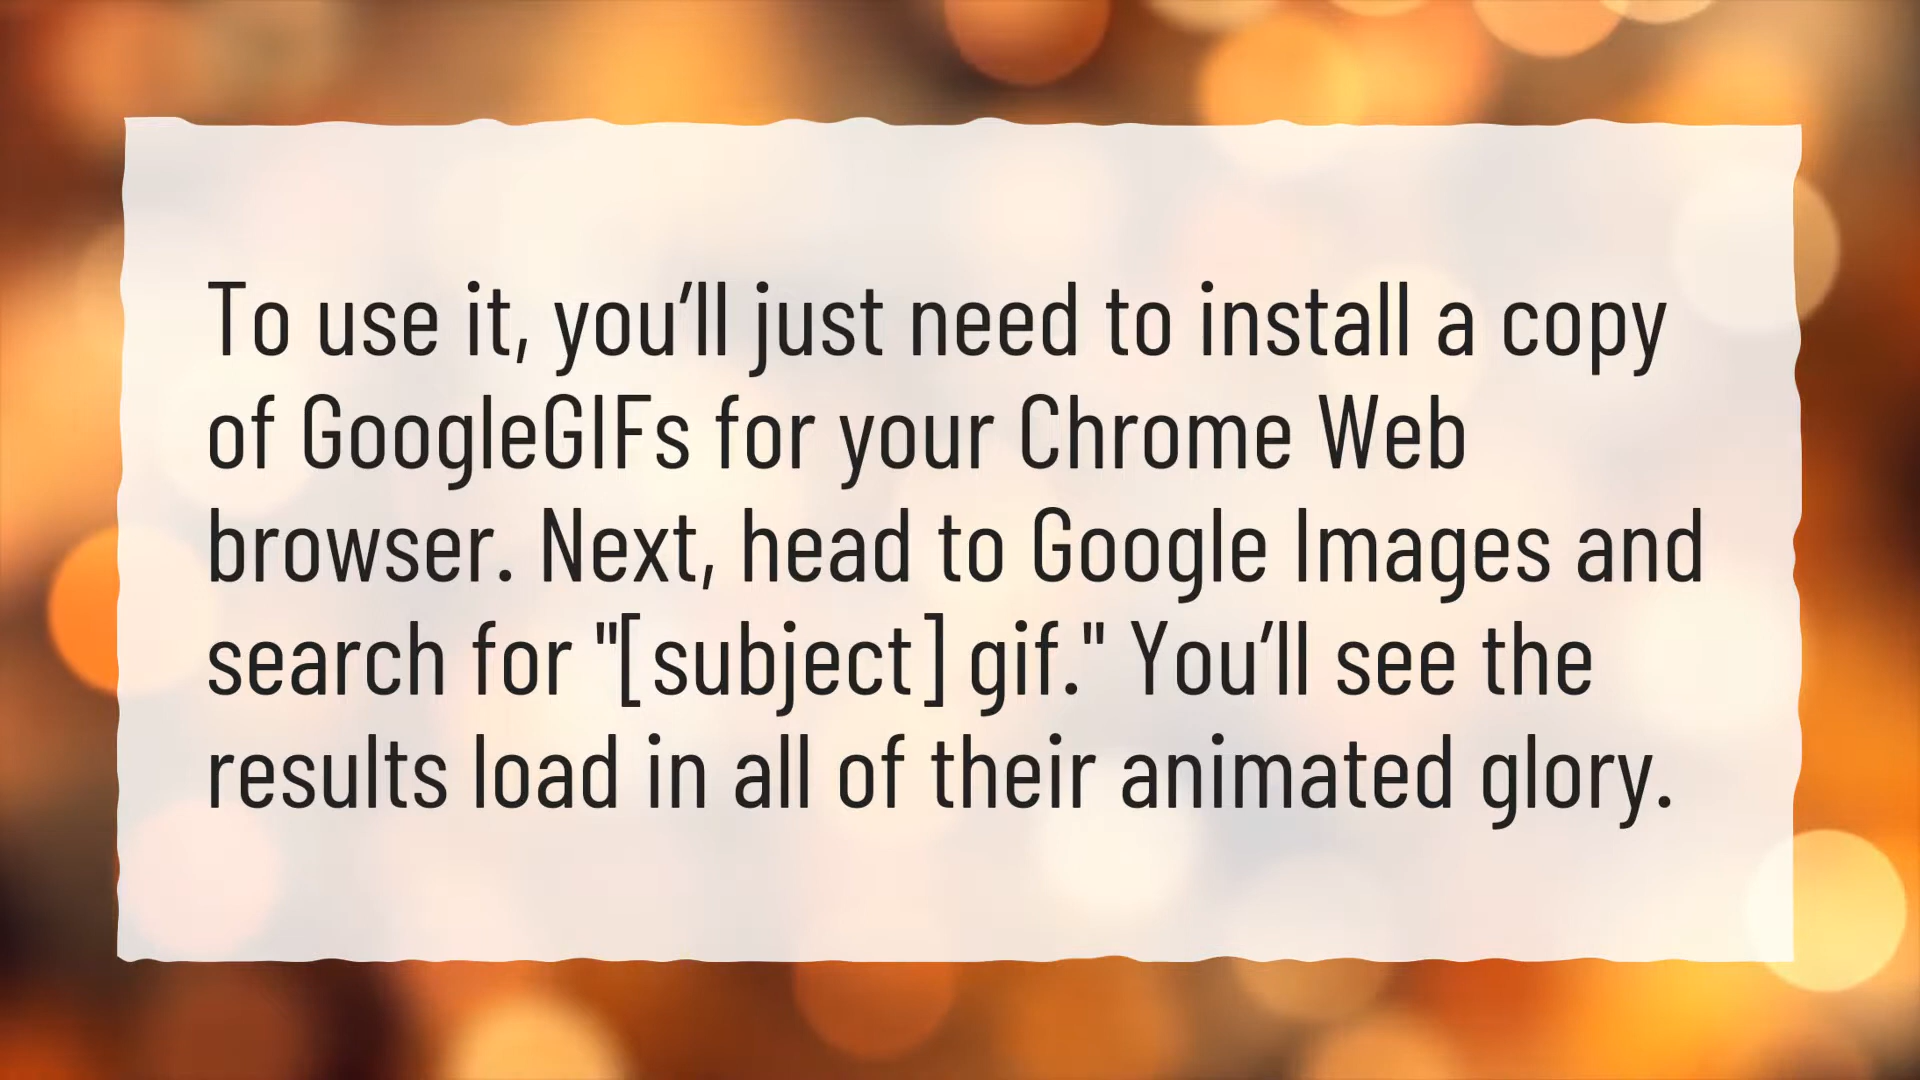 To use it, you’ll just need to install a copy
of GoogleGIFs for your Chrome Web
browser. Next, head to Google Images and
search for "[subject] gif." You’ll see the
results load in all of their animated glory.